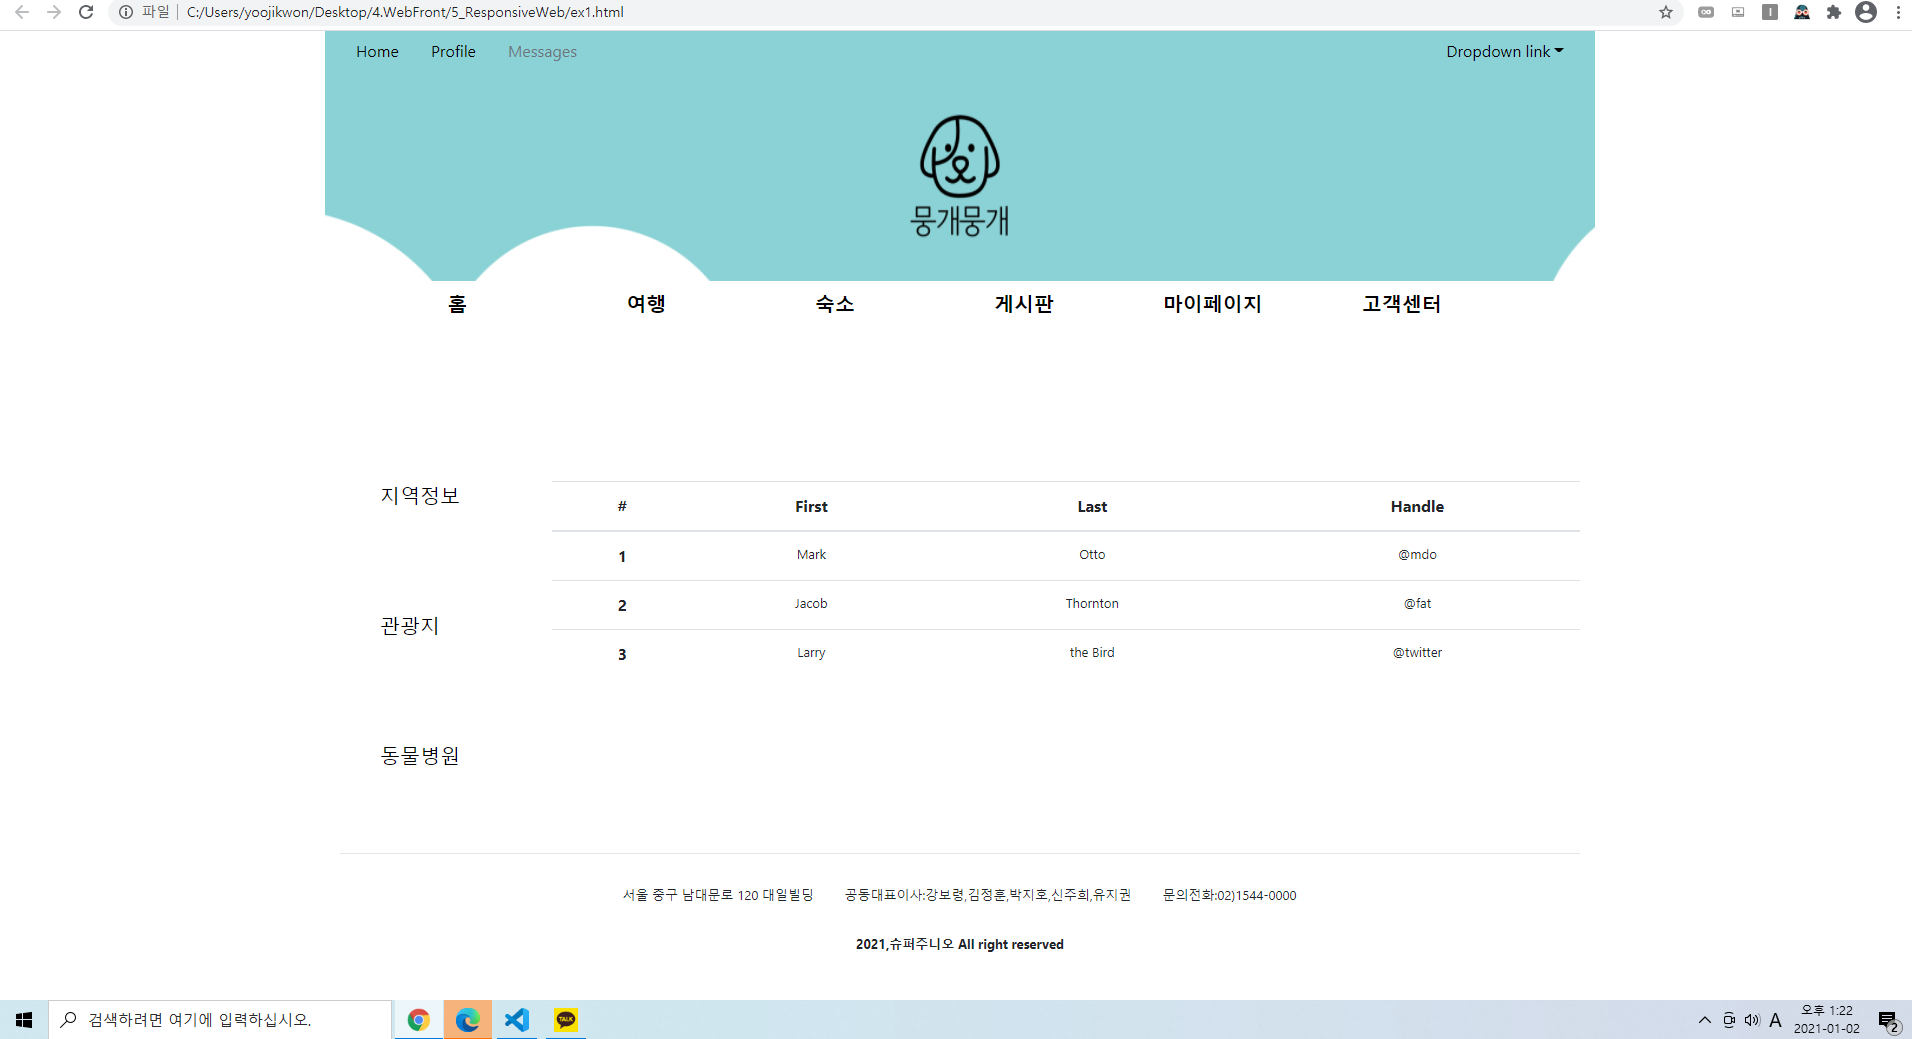 파일 C:/Users/yoojikwon/Desktop/4.WebFront/5_ResponsiveWeb/ex1.html
Home Profile Messages Dropdown link
뭉개뭉개
홈 여행 숙소 게시판 마이페이지 고객센터
지역정보
# First Last Handle
1 Mark Otto @mdo
2 Jacob Thornton @fat
관광지
3 Larry the Bird @twitter
동물병원
서울 중구 남대문로 120 대일빌딩 공동대표이사:강보령,김정훈,박지호,신주희,유지권 문의전화:02)1544-0000
2021,슈퍼주니오 All right reserved
검색하려면 여기에 입력하십시오.
TALK
A
오후 1:22
2021-01-02
2